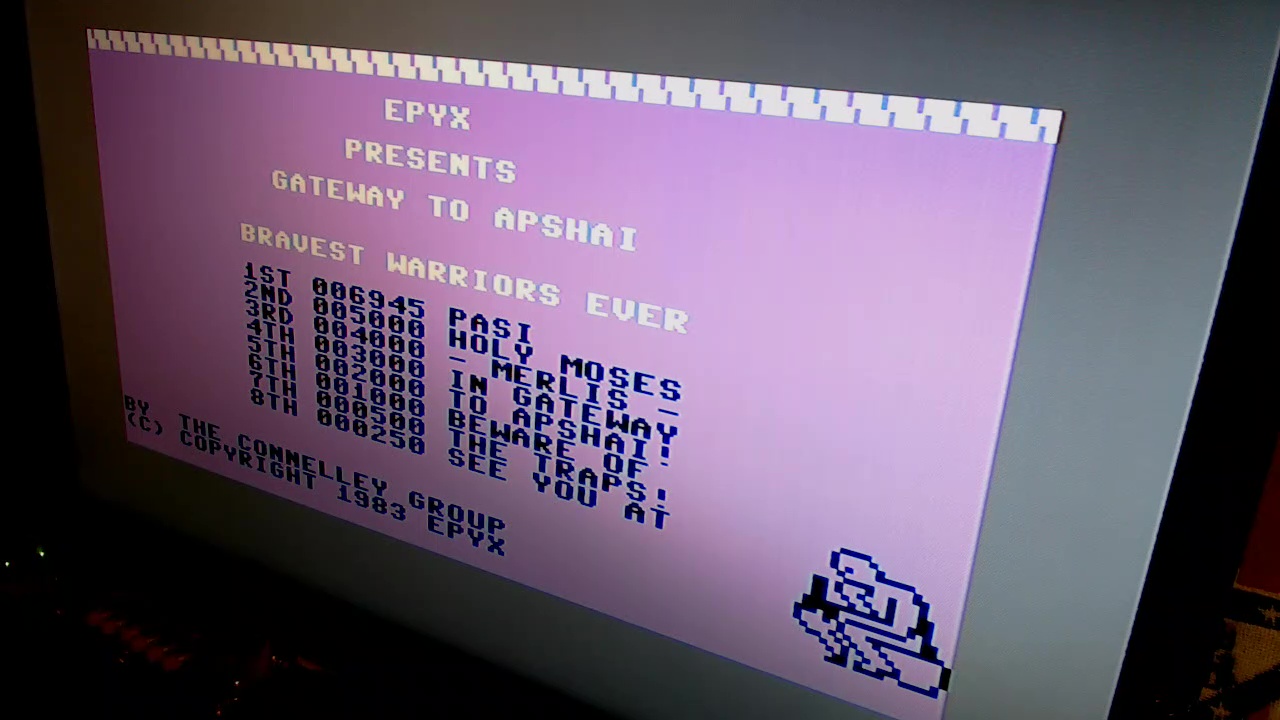 EPYX
PRESENTS
GATEWAY TO APSHAI
BRAVEST WARRIORS EVER
1ST 006945 PASI
2ND 005000 HOLY MOSES
3RD 004000 - MERLIS -
4TH 003000 IN GATEWAY
5TH 002000 TO APSHAI!
6TH 001000 BEWARE OF
7TH 000500 THE TRAPS!
8TH 000250 SEE YOU AT
BY THE CONNELLEY GROUP
(C) COPYRIGHT 1983 EPYX